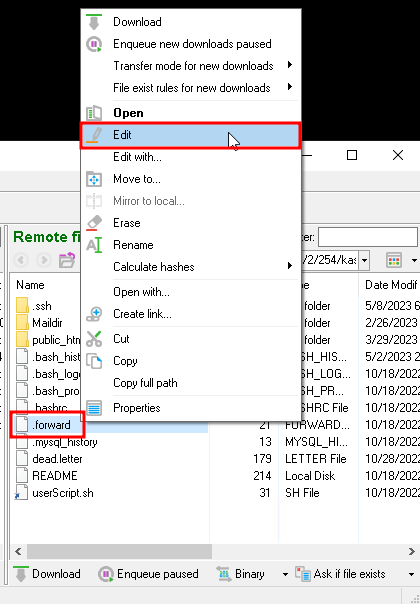 Download
Enqueue new downloads paused
Transfer mode for new downloads
File exist rules for new downloads
Open
Edit
Edit with...
Move to...
Mirror to local...
Erase
Rename
Calculate hashes
Open with...
Create link...
Cut
Copy
Copy full path
Properties
Remote fi
/2/254/kas
Name
Type
Date Modif
.ssh
folder
5/8/2023 6
Maildir
folder
2/26/2023
public_htm
folder
3/29/2023
.bash_hist
SH_HIS...
5/2/2023 2
.bash_logo
SH_LOG...
10/18/2022
.bash_pro
SH_PR...
10/18/2022
.bashrc
SHRC File
10/18/2022
.forward
21
FORWARD...
10/18/2022
.mysql_history
13
MYSQL_HI...
10/18/2022
dead.letter
179
LETTER File
10/28/2022
README
214
Local Disk
10/18/2022
userScript.sh
31
SH File
10/18/2022
Download
Enqueue paused
Binary
Ask if file exists